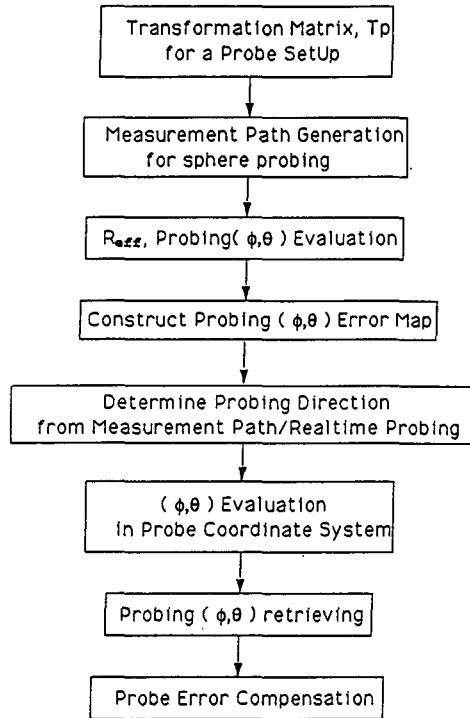 Transformation Matrix, Tp
for a Probe SetUp
Measurement Path Generation
for sphere probing
Reff, Probing(ϕ,θ) Evaluation
Construct Probing (ϕ,θ) Error Map
Determine Probing Direction
from Measurement Path/Realtime Probing
(ϕ,θ) Evaluation
in Probe Coordinate System
Probing (ϕ,θ) retrieving
Probe Error Compensation